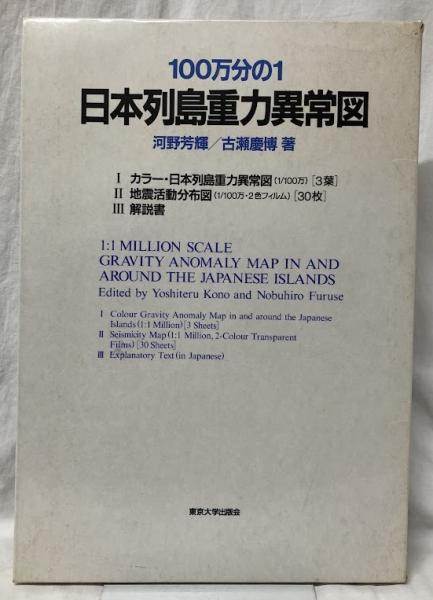 100万分の1
日本列島重力異常図
河野芳輝／古瀬慶博 著
I カラー・日本列島重力異常図(1/100万)[3葉]
II 地震活動分布図(1/100万・2色フィルム)[30枚]
III 解説書
1:1 MILLION SCALE
GRAVITY ANOMALY MAP IN AND
AROUND THE JAPANESE ISLANDS
Edited by Yoshiteru Kono and Nobuhiro Furuse
I Colour Gravity Anomaly Map in and around the Japanese
Islands(1:1 Million)[3 Sheets]
II Seismicity Map(1:1 Million, 2-Colour Transparent
Films)[30 Sheets]
III Explanatory Text(in Japanese)
東京大学出版会